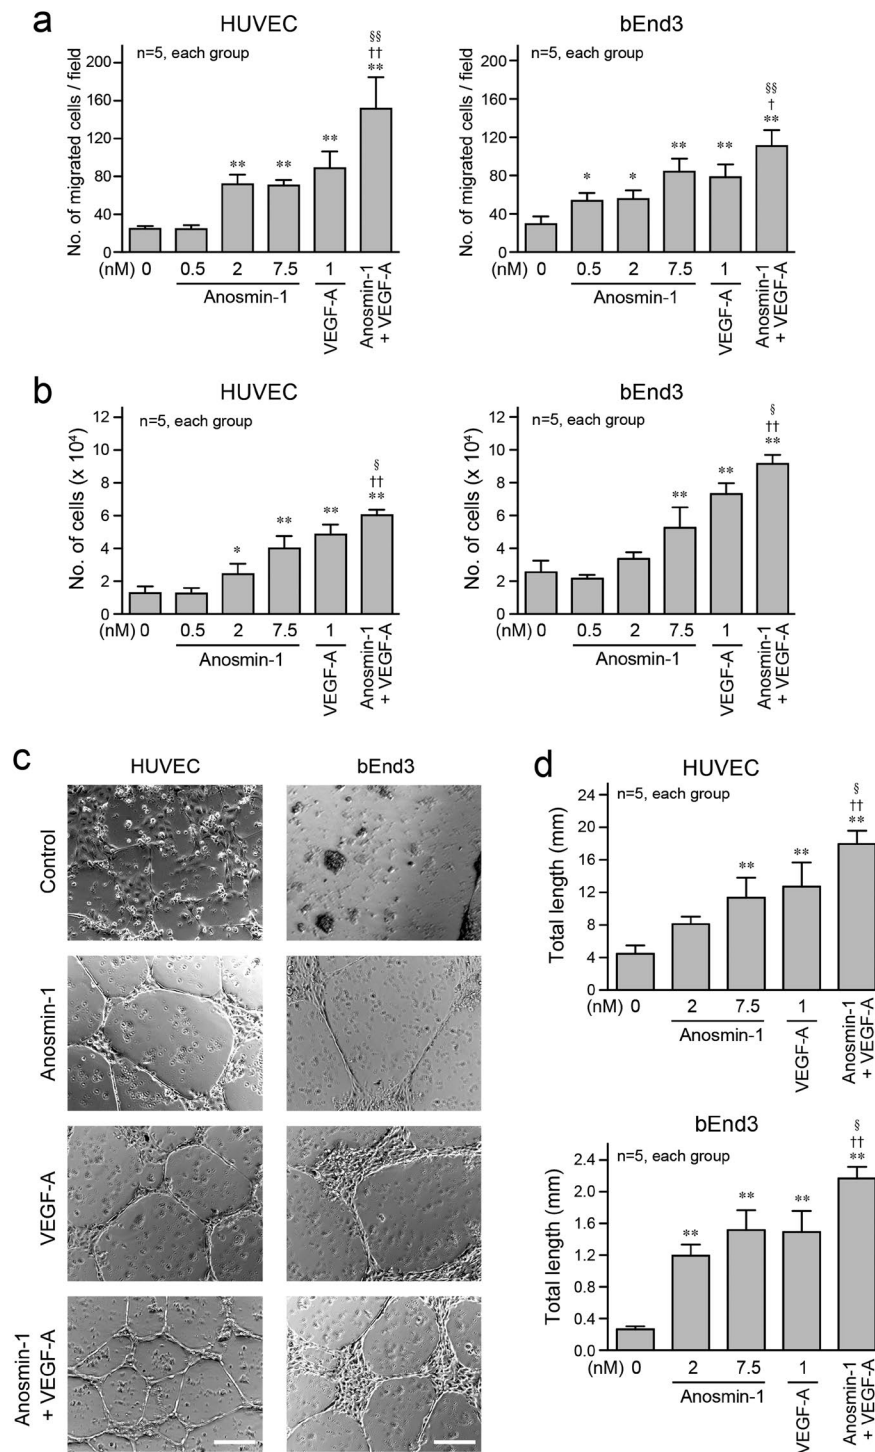 a
HUVEC
n=5, each group
No. of migrated cells / field
200
160
120
80
40
0
**
**
**
§§
††
**
(nM) 0 0.5 2 7.5 1
Anosmin-1
VEGF-A
Anosmin-1
+ VEGF-A
bEnd3
n=5, each group
No. of migrated cells / field
200
160
120
80
40
0
*
*
**
**
§§
†
**
(nM) 0 0.5 2 7.5 1
Anosmin-1
VEGF-A
Anosmin-1
+ VEGF-A
b
HUVEC
n=5, each group
No. of cells (x 10⁴)
12
10
8
6
4
2
0
*
**
**
§
††
**
(nM) 0 0.5 2 7.5 1
Anosmin-1
VEGF-A
Anosmin-1
+ VEGF-A
bEnd3
n=5, each group
No. of cells (x 10⁴)
12
10
8
6
4
2
0
**
**
§
††
**
(nM) 0 0.5 2 7.5 1
Anosmin-1
VEGF-A
Anosmin-1
+ VEGF-A
c
HUVEC bEnd3
Control
Anosmin-1
VEGF-A
Anosmin-1
+ VEGF-A
d
HUVEC
n=5, each group
Total length (mm)
24
20
16
12
8
4
0
**
**
§
††
**
(nM) 0 2 7.5 1
Anosmin-1
VEGF-A
Anosmin-1
+ VEGF-A
bEnd3
n=5, each group
Total length (mm)
2.4
2.0
1.6
1.2
0.8
0.4
0.0
**
**
**
§
††
**
(nM) 0 2 7.5 1
Anosmin-1
VEGF-A
Anosmin-1
+ VEGF-A